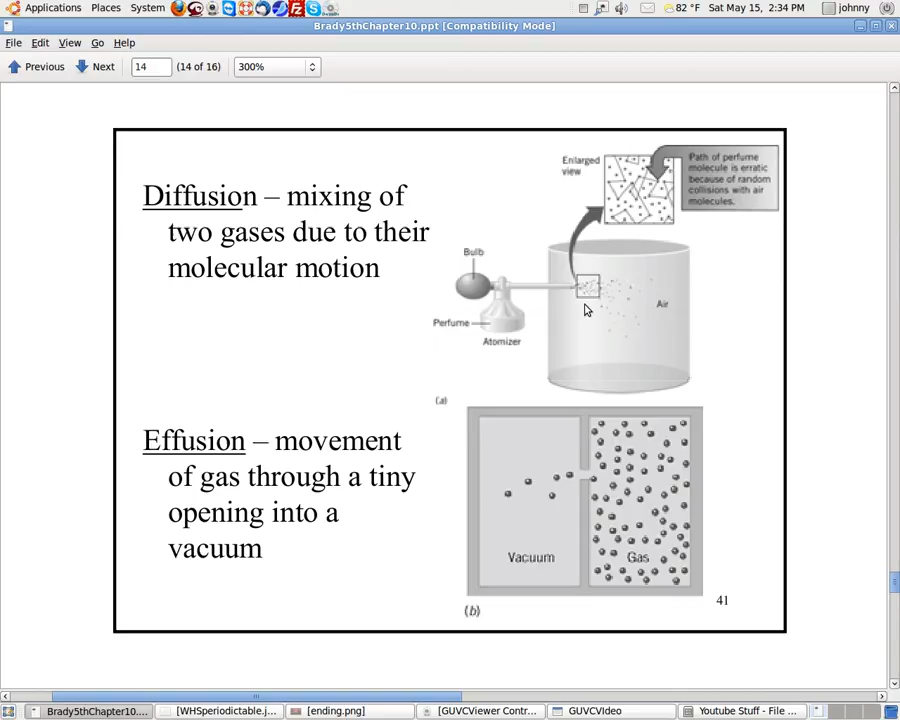 Applications Places System 82 °F Sat May 15, 2:34 PM johnny
Brady5thChapter10.ppt [Compatibility Mode]
File Edit View Go Help
Previous Next 14 (14 of 16) 300%
Diffusion – mixing of
two gases due to their
molecular motion
Enlarged
view
Path of perfume
molecule is erratic
because of random
collisions with air
molecules.
Bulb
Air
Perfume
Atomizer
(a)
Effusion – movement
of gas through a tiny
opening into a
vacuum
Vacuum
Gas
(b)
41
Brady5thChapter10.... [WHSperiodictable.j... [ending.png] [GUVCViewer Contr... GUVCVIdeo Youtube Stuff - File ...